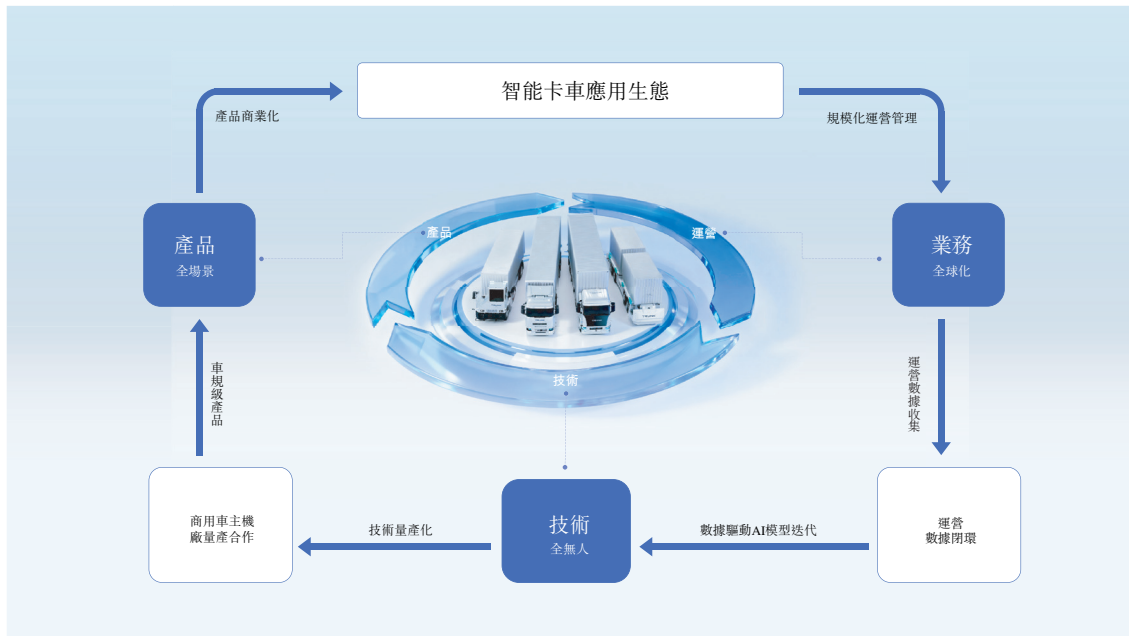 智能卡車應用生態
產品商業化
規模化運營管理
產品
全場景
產品
運營
業務
全球化
技術
車規級產品
運營數據收集
商用車主機
廠量產合作
技術量產化
技術
全無人
數據驅動AI模型迭代
運營
數據閉環